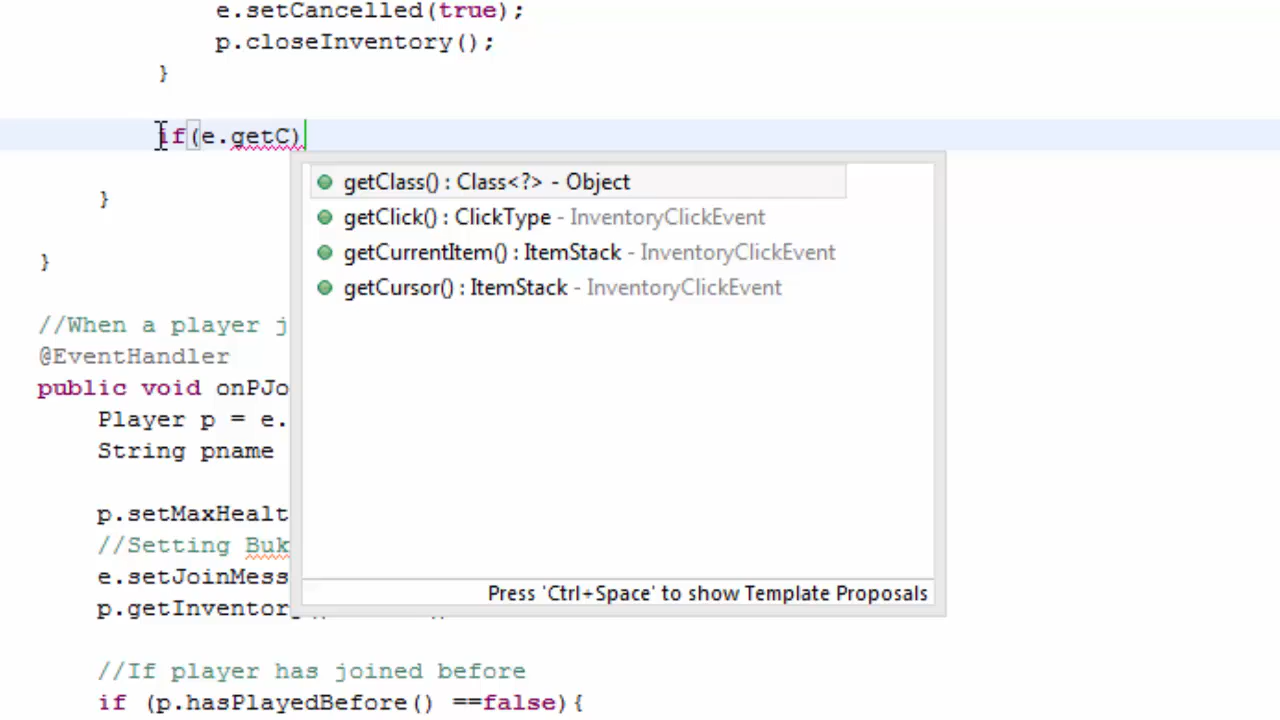 e.setCancelled(true);
p.closeInventory();
}
if(e.getC)
getClass() : Class<?> - Object
getClick() : ClickType - InventoryClickEvent
getCurrentItem() : ItemStack - InventoryClickEvent
getCursor() : ItemStack - InventoryClickEvent
Press 'Ctrl+Space' to show Template Proposals
}
}
//When a player j
@EventHandler
public void onPJo
Player p = e.
String pname
p.setMaxHealt
//Setting Buk
e.setJoinMess
p.getInventor
//If player has joined before
if (p.hasPlayedBefore() ==false){